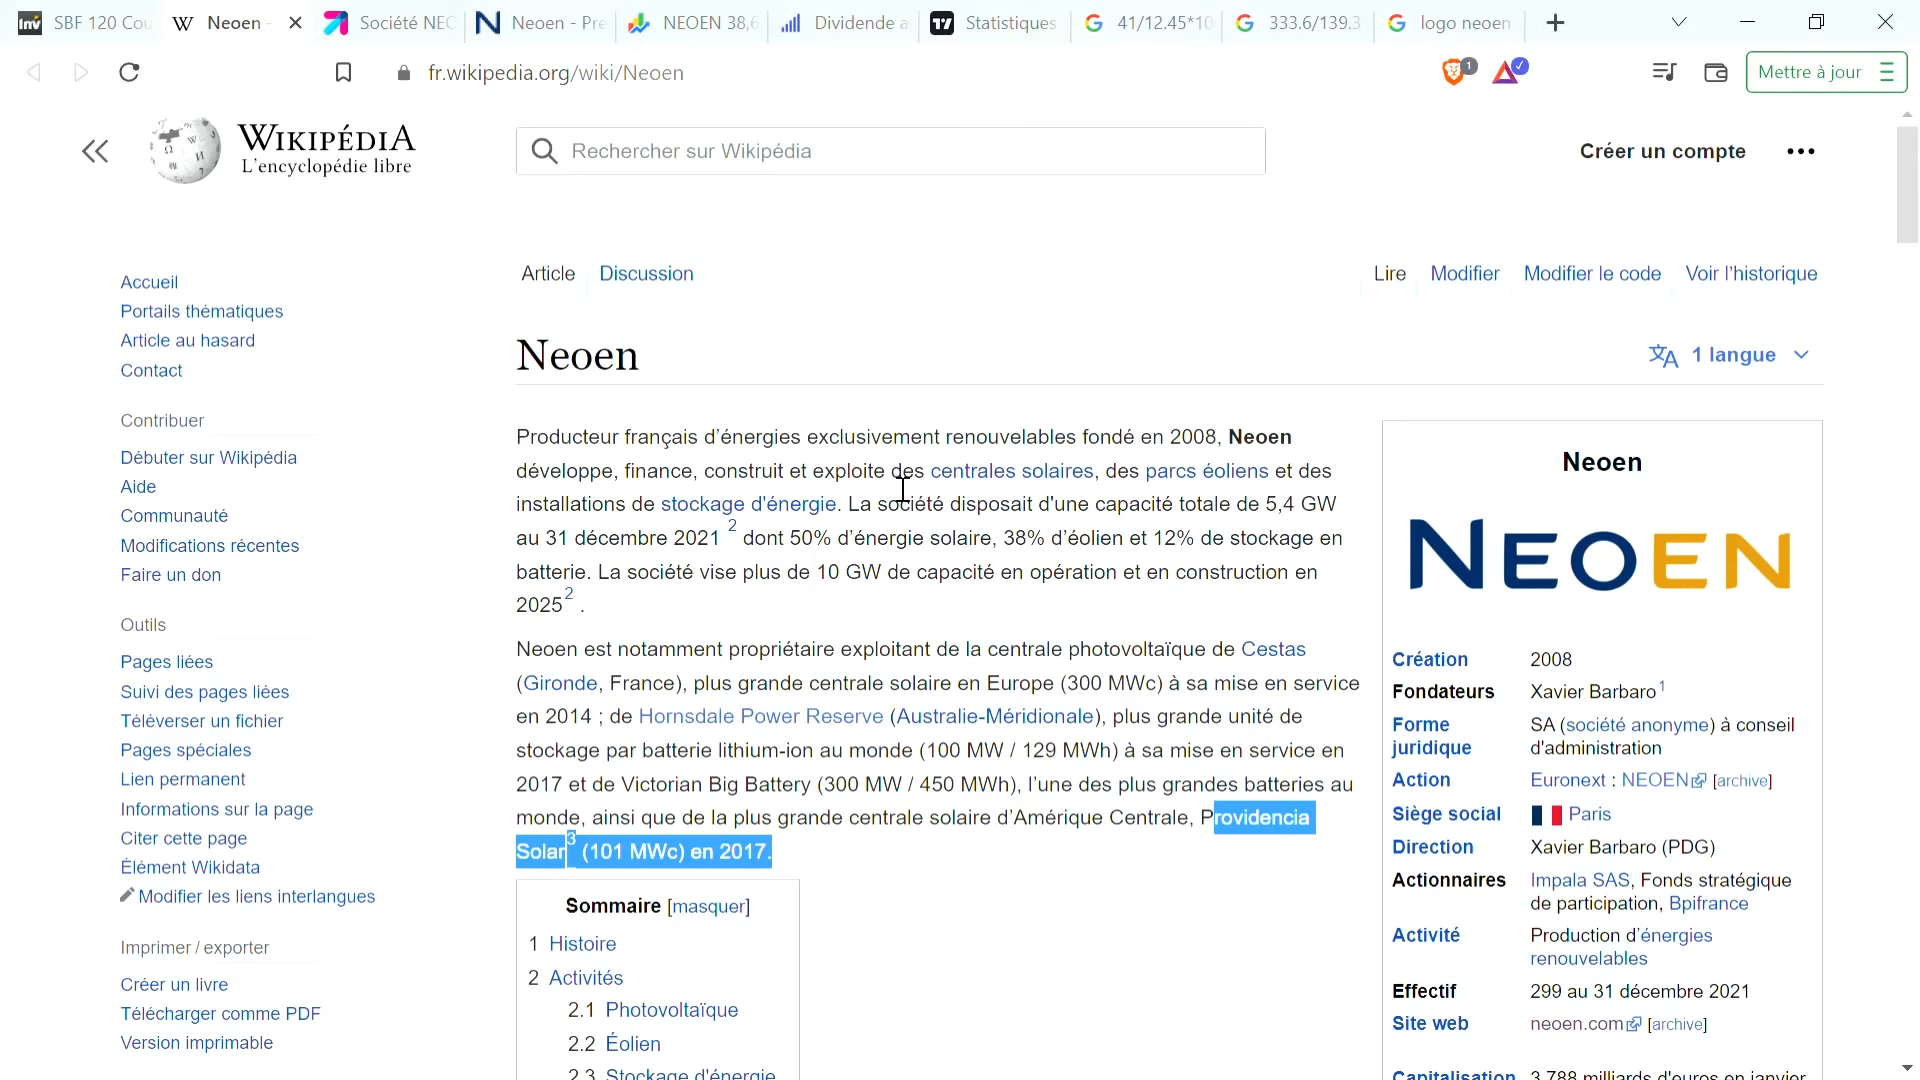 SBF 120 Cou
Neoen -
Société NEO
Neoen - Pre
NEOEN 38,6
Dividende a
Statistiques
41/12.45*10
333.6/139.3
logo neoen
fr.wikipedia.org/wiki/Neoen
1
Mettre à jour
WIKIPÉDIA
L'encyclopédie libre
Rechercher sur Wikipédia
Créer un compte
Accueil
Portails thématiques
Article au hasard
Contact
Contribuer
Débuter sur Wikipédia
Aide
Communauté
Modifications récentes
Faire un don
Outils
Pages liées
Suivi des pages liées
Téléverser un fichier
Pages spéciales
Lien permanent
Informations sur la page
Citer cette page
Élément Wikidata
Modifier les liens interlangues
Imprimer / exporter
Créer un livre
Télécharger comme PDF
Version imprimable
Article Discussion
Lire Modifier Modifier le code Voir l'historique
Neoen
1 langue
Producteur français d'énergies exclusivement renouvelables fondé en 2008, Neoen
développe, finance, construit et exploite des centrales solaires, des parcs éoliens et des
installations de stockage d'énergie. La société disposait d'une capacité totale de 5,4 GW
au 31 décembre 2021 2 dont 50% d'énergie solaire, 38% d'éolien et 12% de stockage en
batterie. La société vise plus de 10 GW de capacité en opération et en construction en
2025 2 .
Neoen est notamment propriétaire exploitant de la centrale photovoltaïque de Cestas
(Gironde, France), plus grande centrale solaire en Europe (300 MWc) à sa mise en service
en 2014 ; de Hornsdale Power Reserve (Australie-Méridionale), plus grande unité de
stockage par batterie lithium-ion au monde (100 MW / 129 MWh) à sa mise en service en
2017 et de Victorian Big Battery (300 MW / 450 MWh), l'une des plus grandes batteries au
monde, ainsi que de la plus grande centrale solaire d'Amérique Centrale, Providencia
Solar 3 (101 MWc) en 2017.
Sommaire [masquer]
1 Histoire
2 Activités
2.1 Photovoltaïque
2.2 Éolien
2.3 Stockage d'énergie
Neoen
NEOEN
Création 2008
Fondateurs Xavier Barbaro 1
Forme juridique SA (société anonyme) à conseil
d'administration
Action Euronext : NEOEN [archive]
Siège social Paris
Direction Xavier Barbaro (PDG)
Actionnaires Impala SAS, Fonds stratégique
de participation, Bpifrance
Activité Production d'énergies
renouvelables
Effectif 299 au 31 décembre 2021
Site web neoen.com [archive]
Capitalisation 3,788 milliards d'euros en janvier